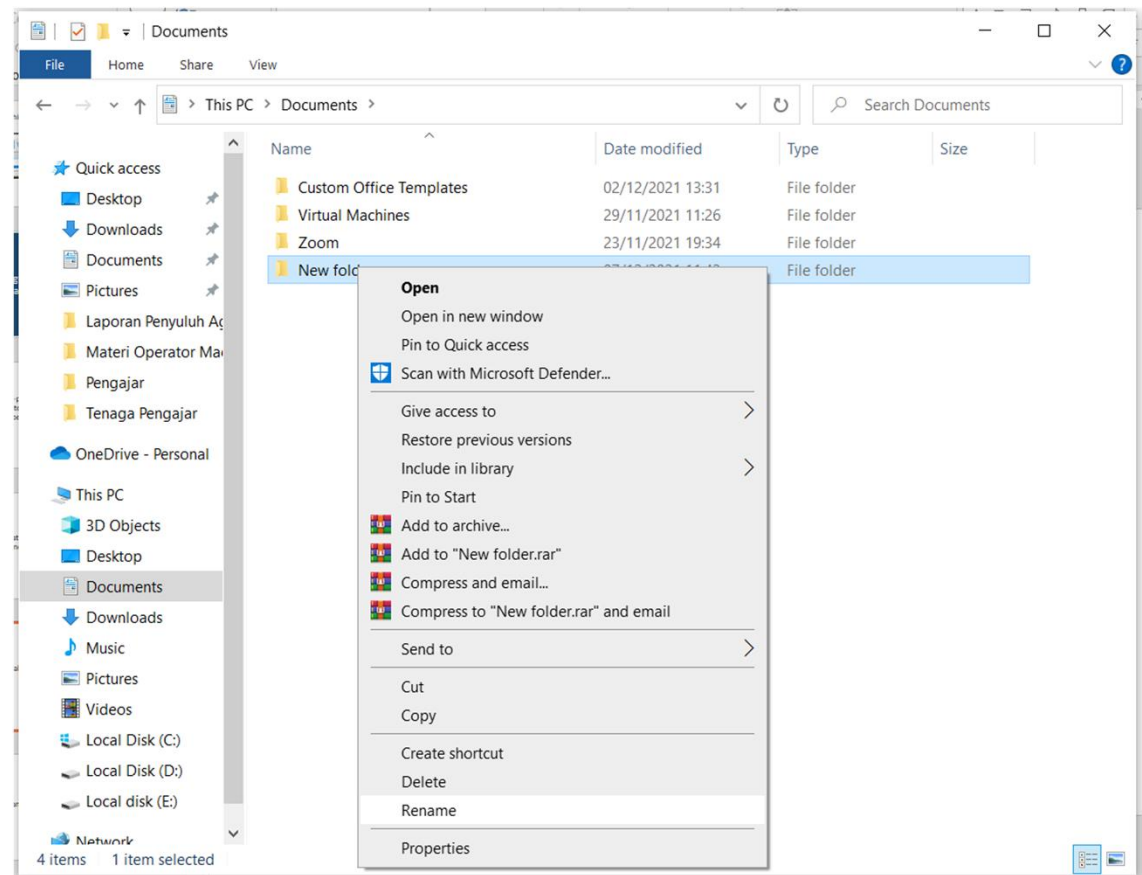 Documents
File Home Share View
This PC > Documents >
Search Documents
Quick access
Desktop
Downloads
Documents
Pictures
Laporan Penyuluh Ag
Materi Operator Ma
Pengajar
Tenaga Pengajar
OneDrive - Personal
This PC
3D Objects
Desktop
Documents
Downloads
Music
Pictures
Videos
Local Disk (C:)
Local Disk (D:)
Local disk (E:)
Network
Name Date modified Type Size
Custom Office Templates 02/12/2021 13:31 File folder
Virtual Machines 29/11/2021 11:26 File folder
Zoom 23/11/2021 19:34 File folder
New fold File folder
Open
Open in new window
Pin to Quick access
Scan with Microsoft Defender...
Give access to
Restore previous versions
Include in library
Pin to Start
Add to archive...
Add to "New folder.rar"
Compress and email...
Compress to "New folder.rar" and email
Send to
Cut
Copy
Create shortcut
Delete
Rename
Properties
4 items 1 item selected